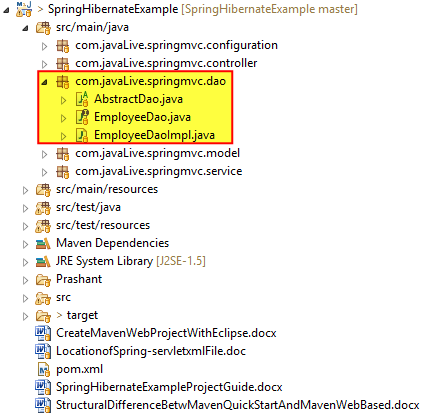 > SpringHibernateExample [SpringHibernateExample master]
src/main/java
com.javaLive.springmvc.configuration
com.javaLive.springmvc.controller
com.javaLive.springmvc.dao
AbstractDao.java
EmployeeDao.java
EmployeeDaoImpl.java
com.javaLive.springmvc.model
com.javaLive.springmvc.service
src/main/resources
src/test/java
src/test/resources
Maven Dependencies
JRE System Library [J2SE-1.5]
Prashant
src
> target
CreateMavenWebProjectWithEclipse.docx
LocationofSpring-servletxmlFile.doc
pom.xml
SpringHibernateExampleProjectGuide.docx
StructuralDifferenceBetwMavenQuickStartAndMavenWebBased.docx